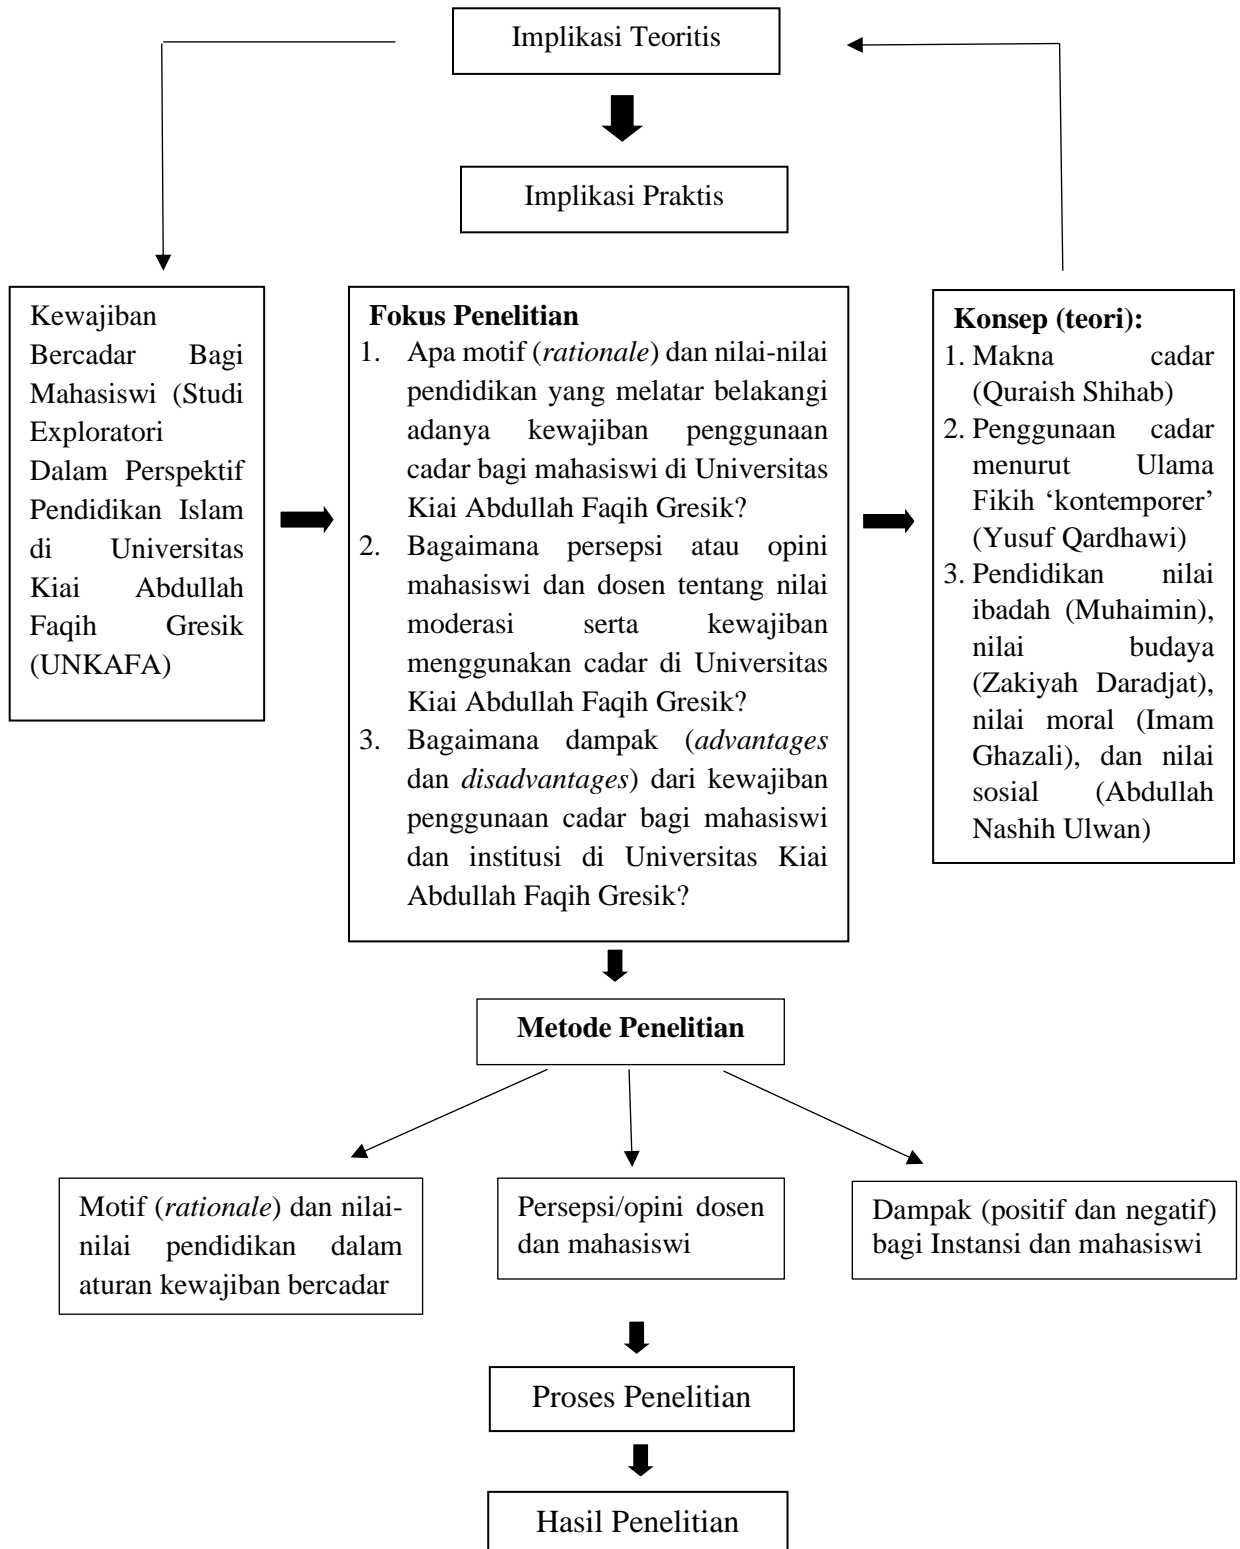 Implikasi Teoritis
Implikasi Praktis
Kewajiban
Bercadar Bagi
Mahasiswi (Studi
Exploratori
Dalam Perspektif
Pendidikan Islam
di Universitas
Kiai Abdullah
Faqih Gresik
(UNKAFA)
Fokus Penelitian
1. Apa motif (rationale) dan nilai-nilai
pendidikan yang melatar belakangi
adanya kewajiban penggunaan
cadar bagi mahasiswi di Universitas
Kiai Abdullah Faqih Gresik?
2. Bagaimana persepsi atau opini
mahasiswi dan dosen tentang nilai
moderasi serta kewajiban
menggunakan cadar di Universitas
Kiai Abdullah Faqih Gresik?
3. Bagaimana dampak (advantages
dan disadvantages) dari kewajiban
penggunaan cadar bagi mahasiswi
dan institusi di Universitas Kiai
Abdullah Faqih Gresik?
Konsep (teori):
1. Makna cadar
(Quraish Shihab)
2. Penggunaan cadar
menurut Ulama
Fikih ‘kontemporer’
(Yusuf Qardhawi)
3. Pendidikan nilai
ibadah (Muhaimin),
nilai budaya
(Zakiyah Daradjat),
nilai moral (Imam
Ghazali), dan nilai
sosial (Abdullah
Nashih Ulwan)
Metode Penelitian
Motif (rationale) dan nilai-
nilai pendidikan dalam
aturan kewajiban bercadar
Persepsi/opini dosen
dan mahasiswi
Dampak (positif dan negatif)
bagi Instansi dan mahasiswi
Proses Penelitian
Hasil Penelitian